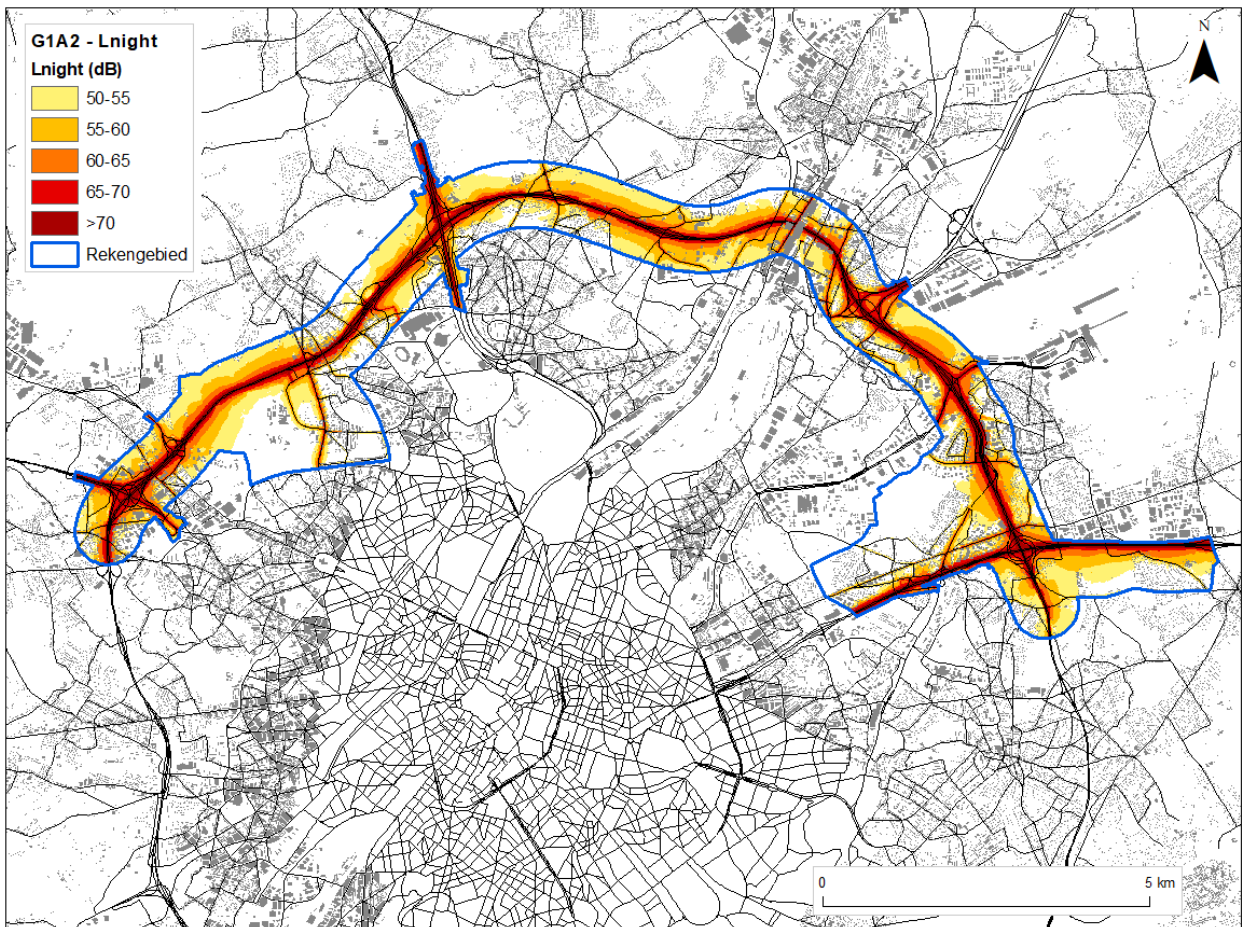 G1A2 - Lnight
Lnight (dB)
50-55
55-60
60-65
65-70
>70
Rekengebied
N
0
5 km